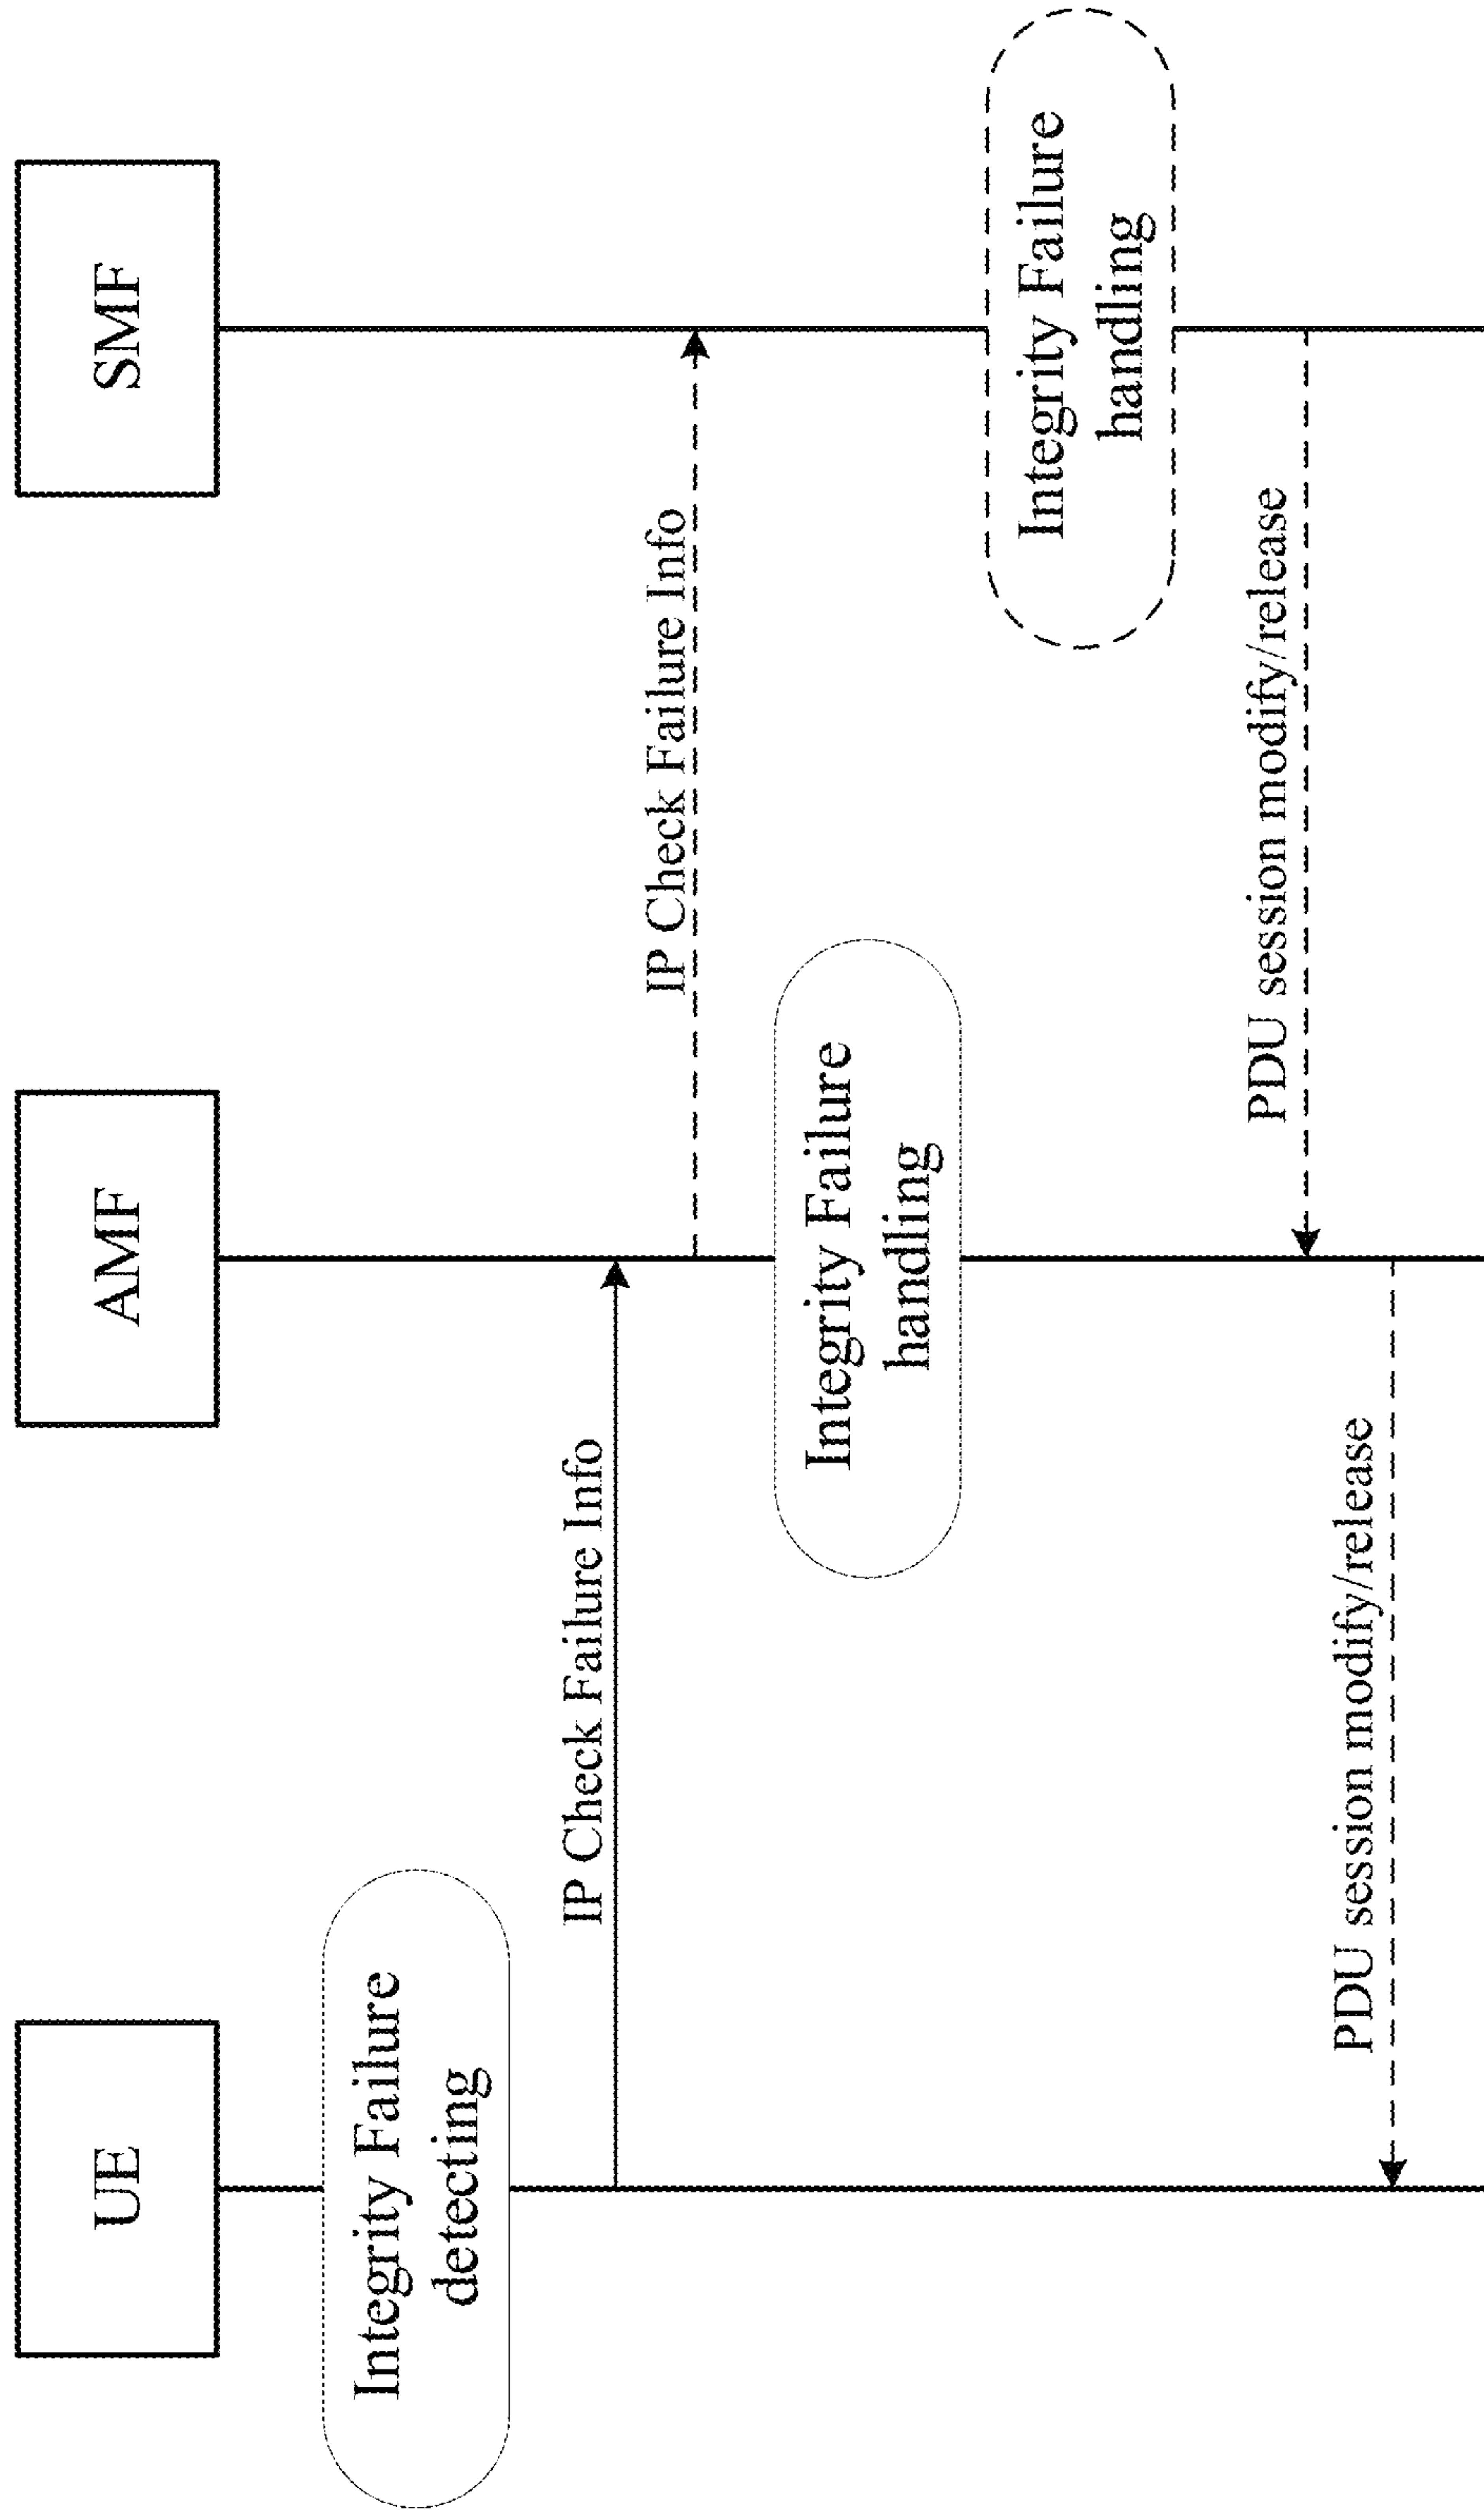 UE
AMF
SMF
Integrity Failure
detecting
IP Check Failure Info
IP Check Failure Info
Integrity Failure
handling
Integrity Failure
handling
PDU session modify/release
PDU session modify/release